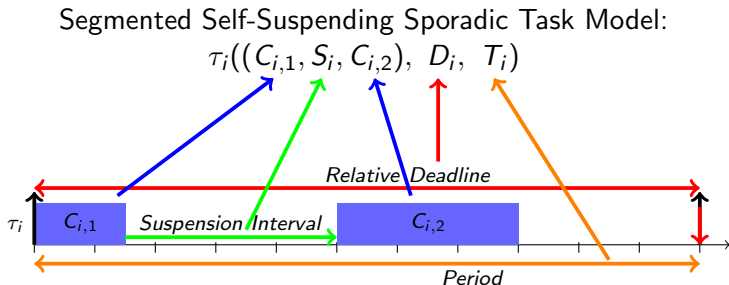 Segmented Self-Suspending Sporadic Task Model:
τi((Ci,1, Si, Ci,2), Di, Ti)
Relative Deadline
τi
Ci,1
Suspension Interval
Ci,2
Period